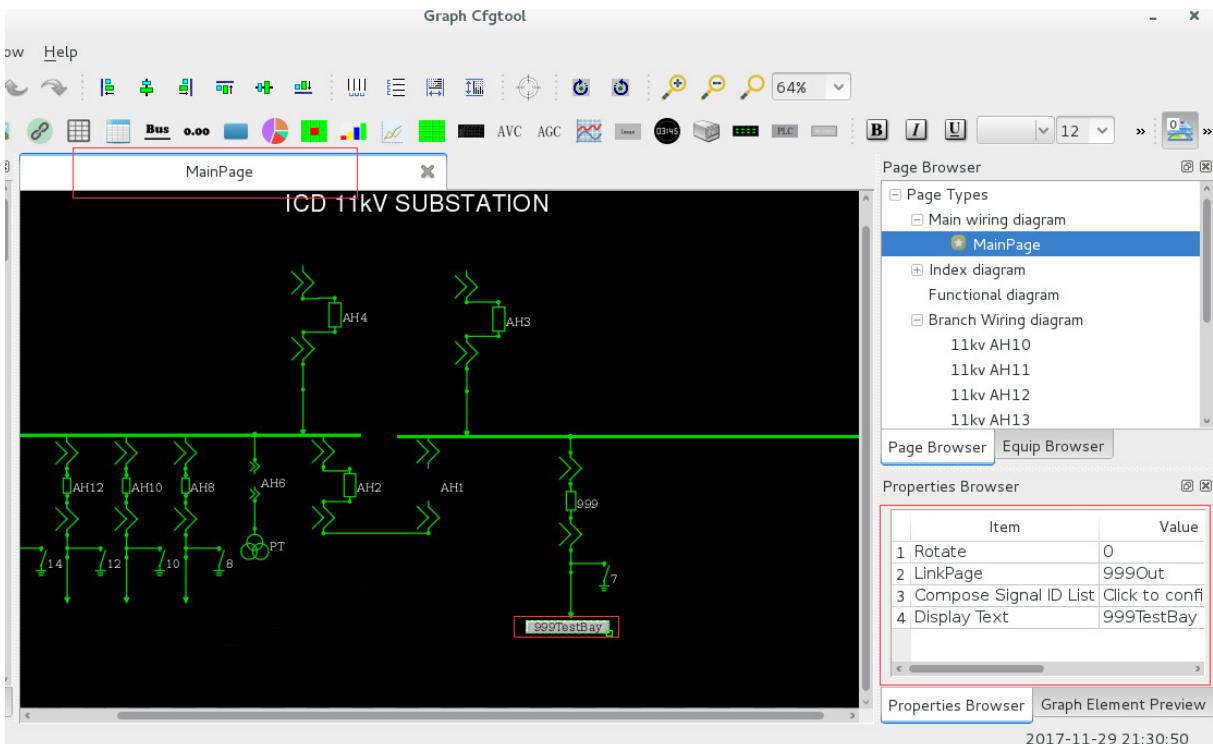 Graph Cfgtool
ow Help
64%
Bus 0.00 AVC AGC 03:45 PLC B I U 12 » »
MainPage
ICD 11kV SUBSTATION
AH4
AH3
AH12 AH10 AH8 AH6 AH2 AH1
999
PT
14 12 10 8
7
999TestBay
Page Browser
Page Types
Main wiring diagram
MainPage
Index diagram
Functional diagram
Branch Wiring diagram
11kv AH10
11kv AH11
11kv AH12
11kv AH13
Page Browser Equip Browser
Properties Browser
Item Value
1 Rotate 0
2 LinkPage 999Out
3 Compose Signal ID List Click to confi
4 Display Text 999TestBay
Properties Browser Graph Element Preview
2017-11-29 21:30:50